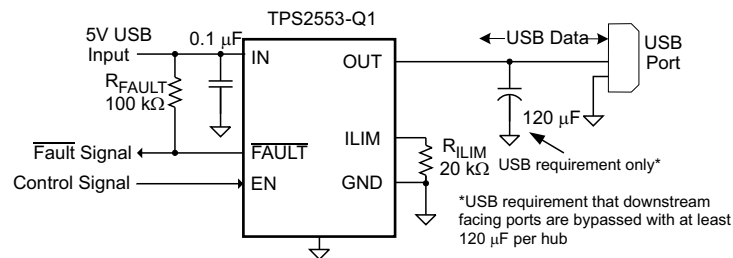 TPS2553-Q1
5V USB
Input
0.1 μF
IN
OUT
USB Data
USB
Port
R_FAULT
100 kΩ
120 μF
USB requirement only*
Fault Signal
FAULT
ILIM
R_ILIM
20 kΩ
Control Signal
EN
GND
*USB requirement that downstream
facing ports are bypassed with at least
120 μF per hub